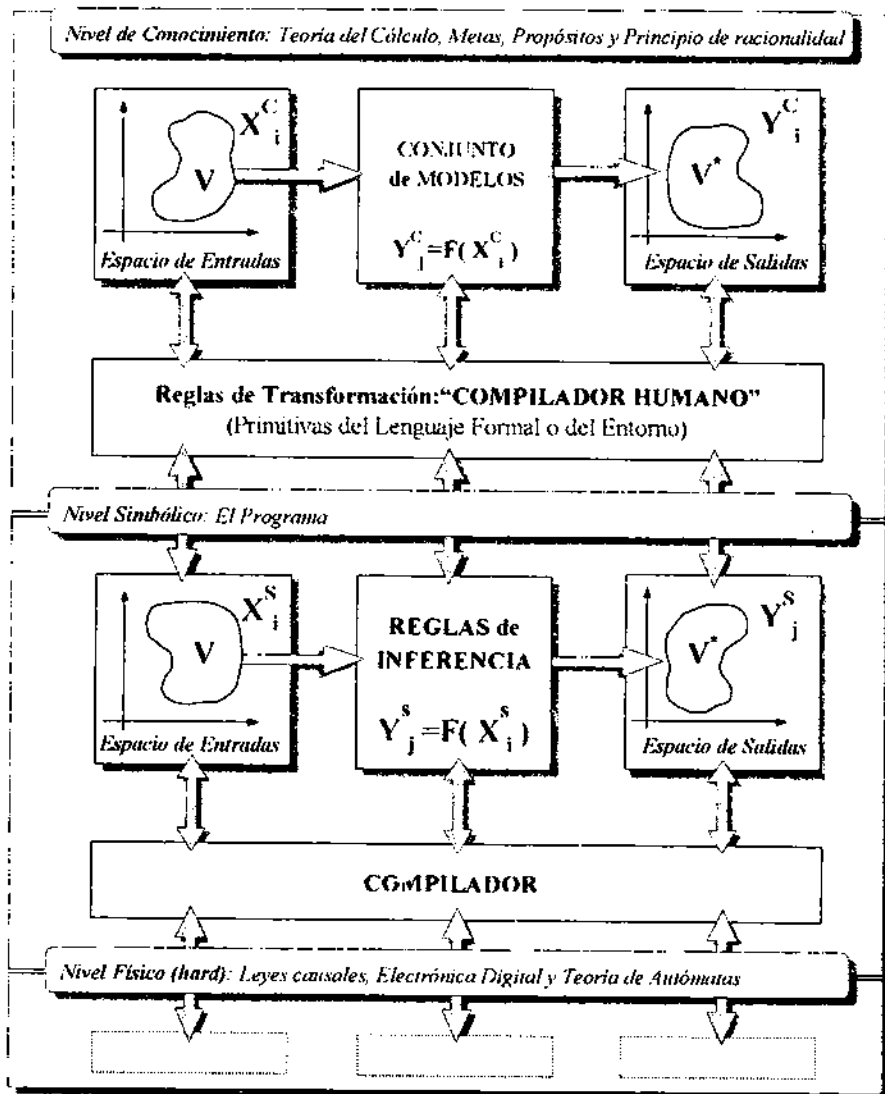 Nivel de Conocimiento: Teoría del Cálculo, Metas, Propósitos y Principio de racionalidad
X^C_i
V
Espacio de Entradas
CONJUNTO
de MODELOS
Y^C_j=F( X^C_i )
Y^C_i
V*
Espacio de Salidas
Reglas de Transformación:“COMPILADOR HUMANO”
(Primitivas del Lenguaje Formal o del Entorno)
Nivel Simbólico: El Programa
X^S_i
V
Espacio de Entradas
REGLAS de
INFERENCIA
Y^S_j=F( X^S_i )
Y^S_j
V*
Espacio de Salidas
COMPILADOR
Nivel Físico (hard): Leyes causales, Electrónica Digital y Teoría de Autómatas